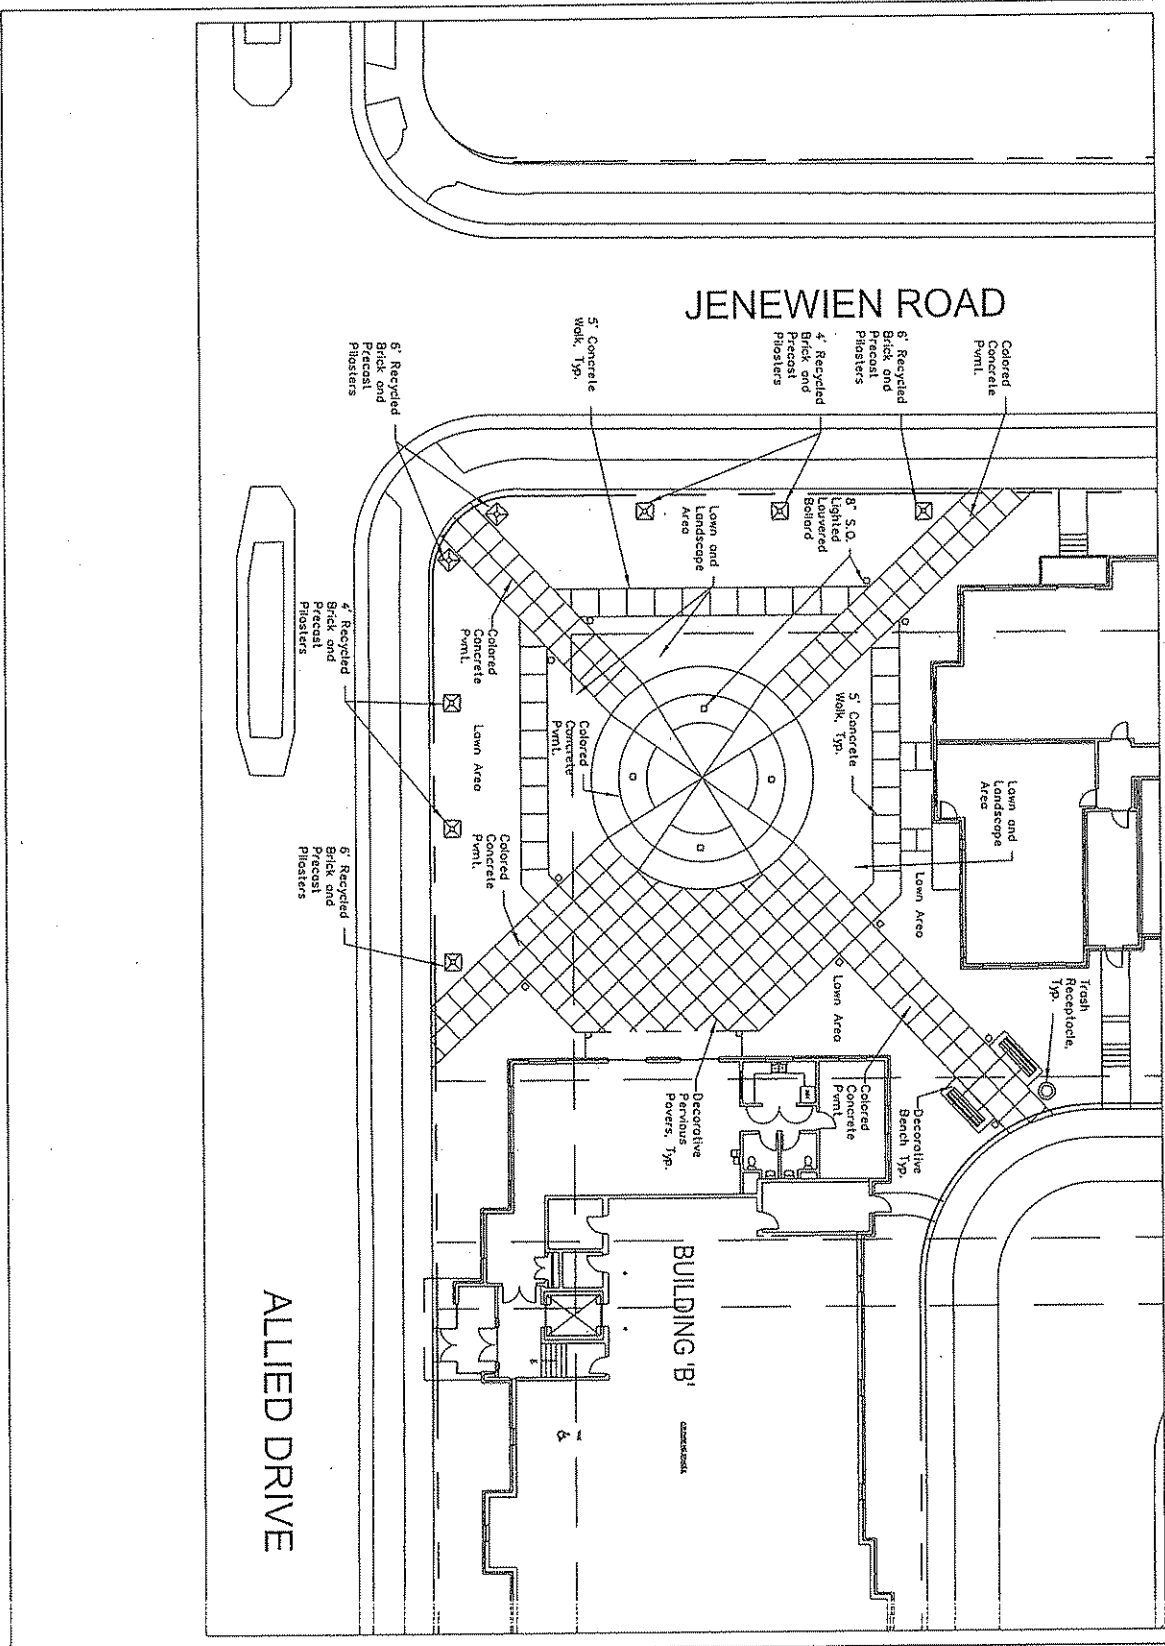 JENEWIEN ROAD
Colored
Concrete
Pvmt.
6' Recycled
Brick and
Precast
Pilasters
4' Recycled
Brick and
Precast
Pilasters
5' Concrete
Walk, Typ.
6' Recycled
Brick and
Precast
Pilasters
8" S.O.
Lighted
Louvered
Bollard
Lawn and
Landscape
Area
Colored
Concrete
Pvmt.
4' Recycled
Brick and
Precast
Pilasters
Lawn Area
Colored
Concrete
Pvmt.
5' Concrete
Walk, Typ.
Lawn and
Landscape
Area
Lawn Area
Colored
Concrete
Pvmt.
6' Recycled
Brick and
Precast
Pilasters
Lawn Area
Trash
Receptacle,
Typ.
Decorative
Bench Typ.
Colored
Concrete
Pvmt.
Decorative
Pervious
Pavers, Typ.
BUILDING 'B'
ALLIED DRIVE